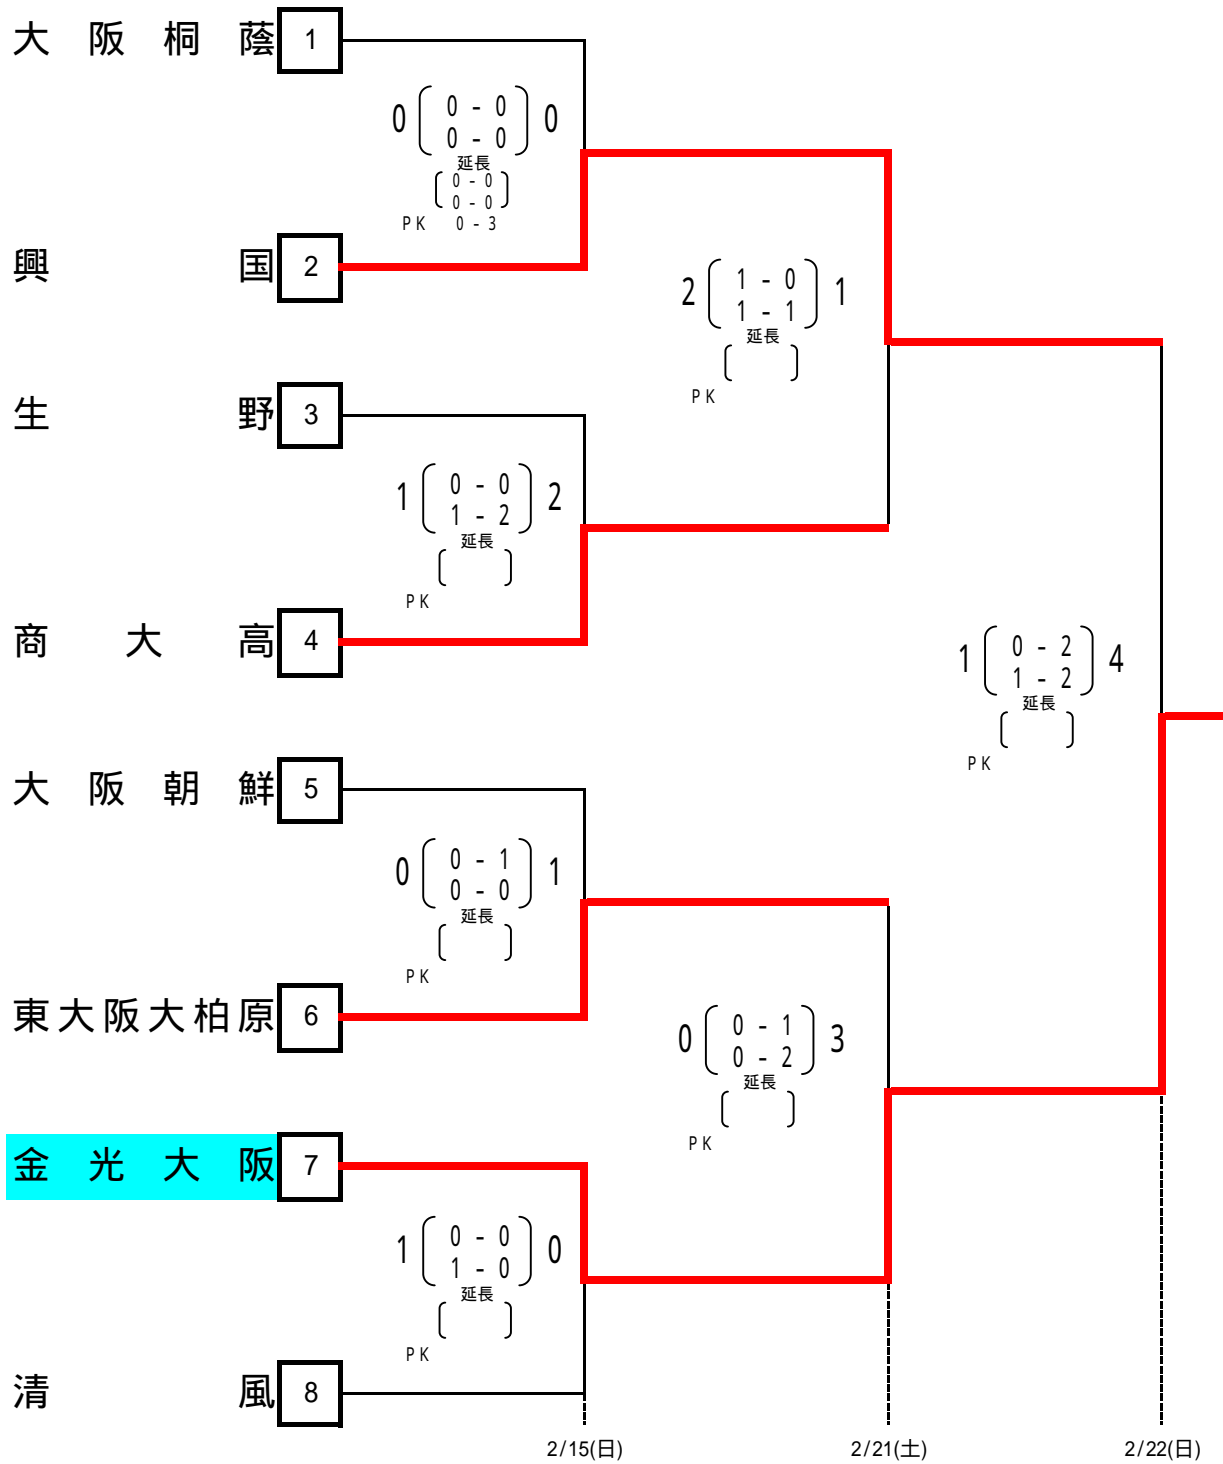 大阪桐蔭 1
0 0 - 0 0
0 - 0
延長
0 - 0
0 - 0
PK 0 - 3
興国 2
2 1 - 0 1
1 - 1
延長
PK
生野 3
1 0 - 0 2
1 - 2
延長
PK
商大高 4
1 0 - 2 4
1 - 2
延長
PK
大阪朝鮮 5
0 0 - 1 1
0 - 0
延長
PK
東大阪大柏原 6
0 0 - 1 3
0 - 2
延長
PK
金光大阪 7
1 0 - 0 0
1 - 0
延長
PK
清風 8
2/15(日) 2/21(土) 2/22(日)